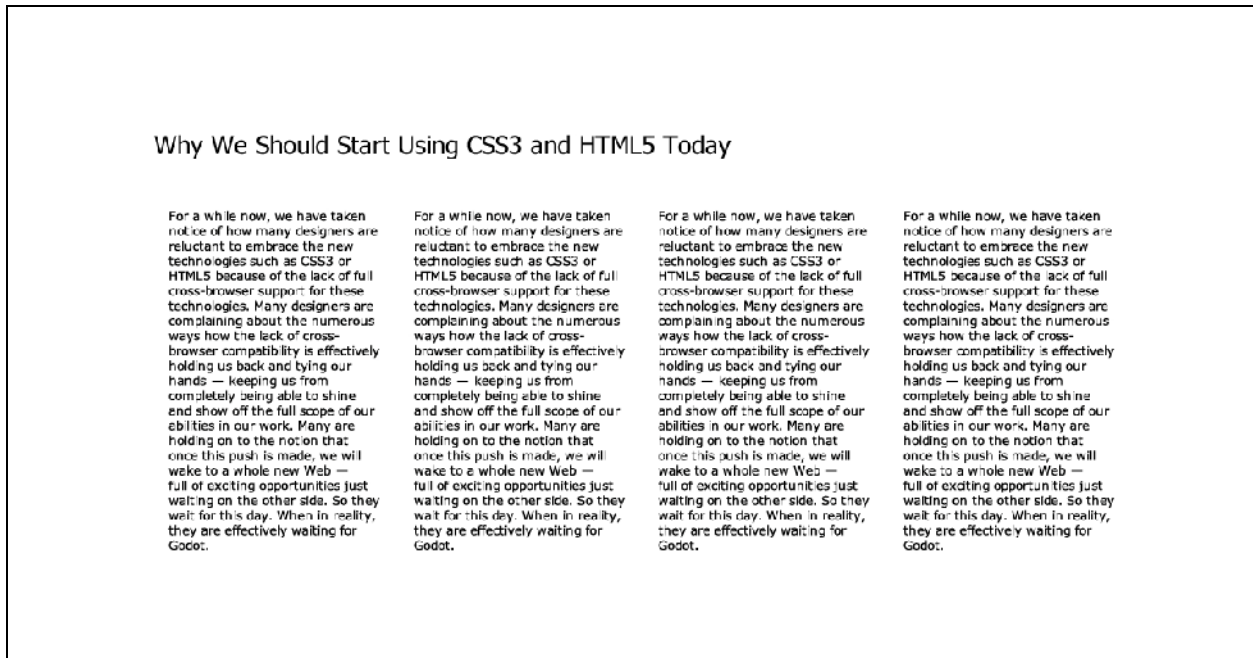 Why We Should Start Using CSS3 and HTML5 Today
For a while now, we have taken
notice of how many designers are
reluctant to embrace the new
technologies such as CSS3 or
HTML5 because of the lack of full
cross-browser support for these
technologies. Many designers are
complaining about the numerous
ways how the lack of cross-
browser compatibility is effectively
holding us back and tying our
hands — keeping us from
completely being able to shine
and show off the full scope of our
abilities in our work. Many are
holding on to the notion that
once this push is made, we will
wake to a whole new Web —
full of exciting opportunities just
waiting on the other side. So they
wait for this day. When in reality,
they are effectively waiting for
Godot.
For a while now, we have taken
notice of how many designers are
reluctant to embrace the new
technologies such as CSS3 or
HTML5 because of the lack of full
cross-browser support for these
technologies. Many designers are
complaining about the numerous
ways how the lack of cross-
browser compatibility is effectively
holding us back and tying our
hands — keeping us from
completely being able to shine
and show off the full scope of our
abilities in our work. Many are
holding on to the notion that
once this push is made, we will
wake to a whole new Web —
full of exciting opportunities just
waiting on the other side. So they
wait for this day. When in reality,
they are effectively waiting for
Godot.
For a while now, we have taken
notice of how many designers are
reluctant to embrace the new
technologies such as CSS3 or
HTML5 because of the lack of full
cross-browser support for these
technologies. Many designers are
complaining about the numerous
ways how the lack of cross-
browser compatibility is effectively
holding us back and tying our
hands — keeping us from
completely being able to shine
and show off the full scope of our
abilities in our work. Many are
holding on to the notion that
once this push is made, we will
wake to a whole new Web —
full of exciting opportunities just
waiting on the other side. So they
wait for this day. When in reality,
they are effectively waiting for
Godot.
For a while now, we have taken
notice of how many designers are
reluctant to embrace the new
technologies such as CSS3 or
HTML5 because of the lack of full
cross-browser support for these
technologies. Many designers are
complaining about the numerous
ways how the lack of cross-
browser compatibility is effectively
holding us back and tying our
hands — keeping us from
completely being able to shine
and show off the full scope of our
abilities in our work. Many are
holding on to the notion that
once this push is made, we will
wake to a whole new Web —
full of exciting opportunities just
waiting on the other side. So they
wait for this day. When in reality,
they are effectively waiting for
Godot.